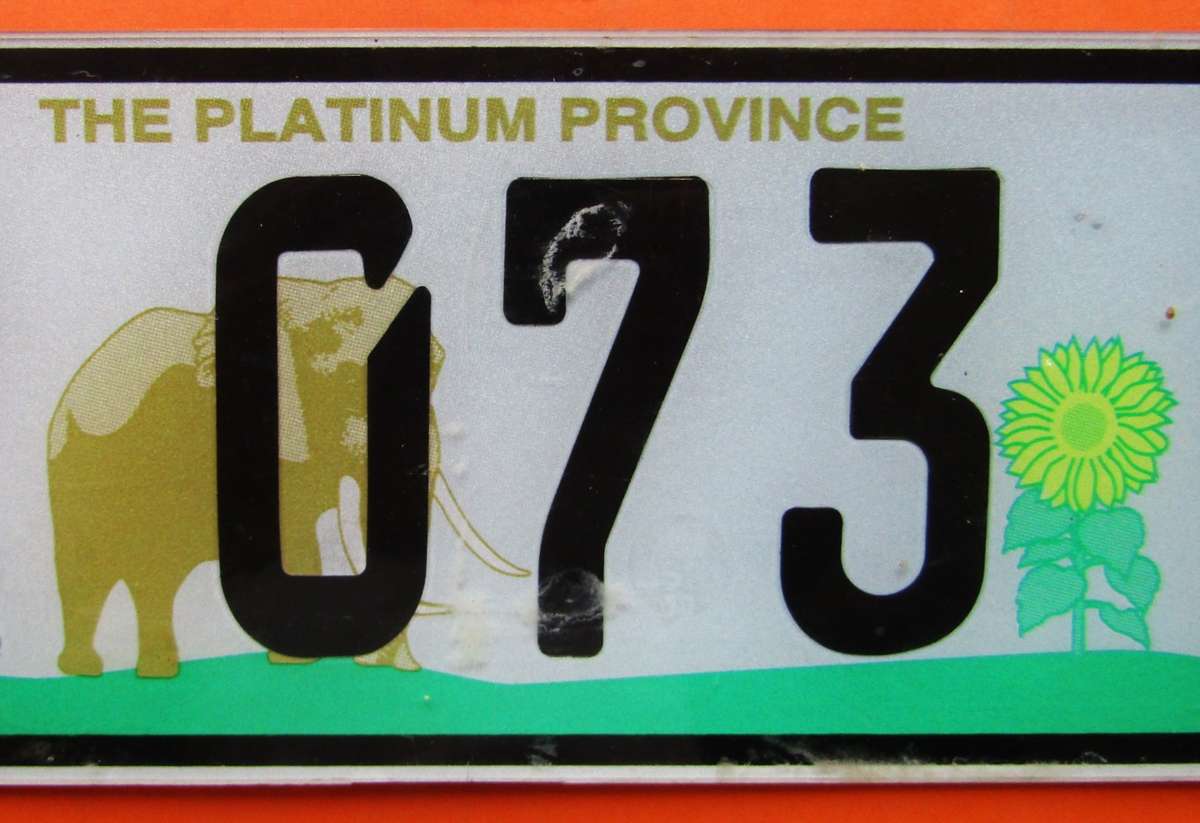 THE PLATINUM PROVINCE
073